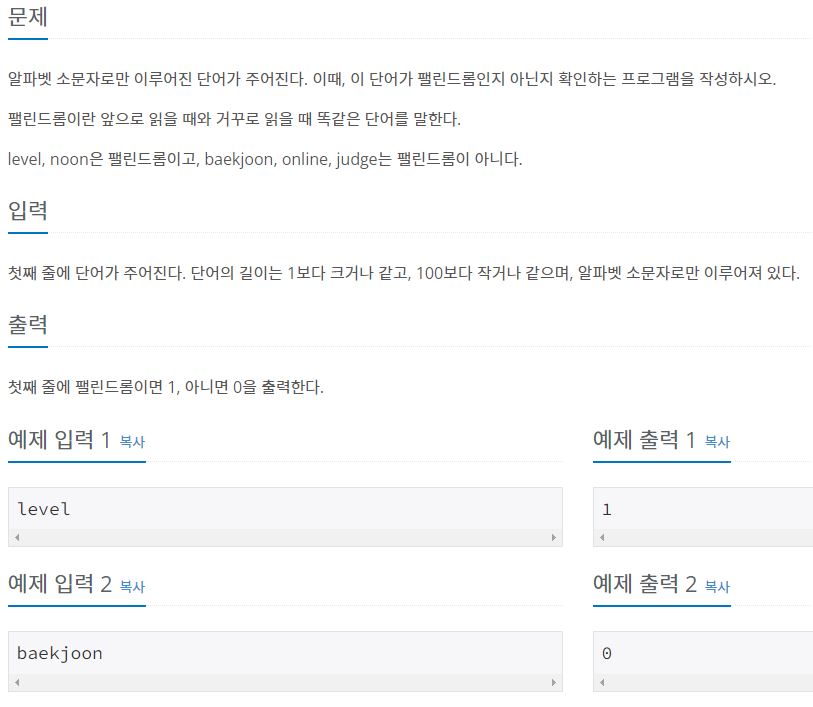 문제
알파벳 소문자로만 이루어진 단어가 주어진다. 이때, 이 단어가 팰린드롬인지 아닌지 확인하는 프로그램을 작성하시오.
팰린드롬이란 앞으로 읽을 때와 거꾸로 읽을 때 똑같은 단어를 말한다.
level, noon은 팰린드롬이고, baekjoon, online, judge는 팰린드롬이 아니다.
입력
첫째 줄에 단어가 주어진다. 단어의 길이는 1보다 크거나 같고, 100보다 작거나 같으며, 알파벳 소문자로만 이루어져 있다.
출력
첫째 줄에 팰린드롬이면 1, 아니면 0을 출력한다.
예제 입력 1 복사
level
예제 출력 1 복사
1
예제 입력 2 복사
baekjoon
예제 출력 2 복사
0